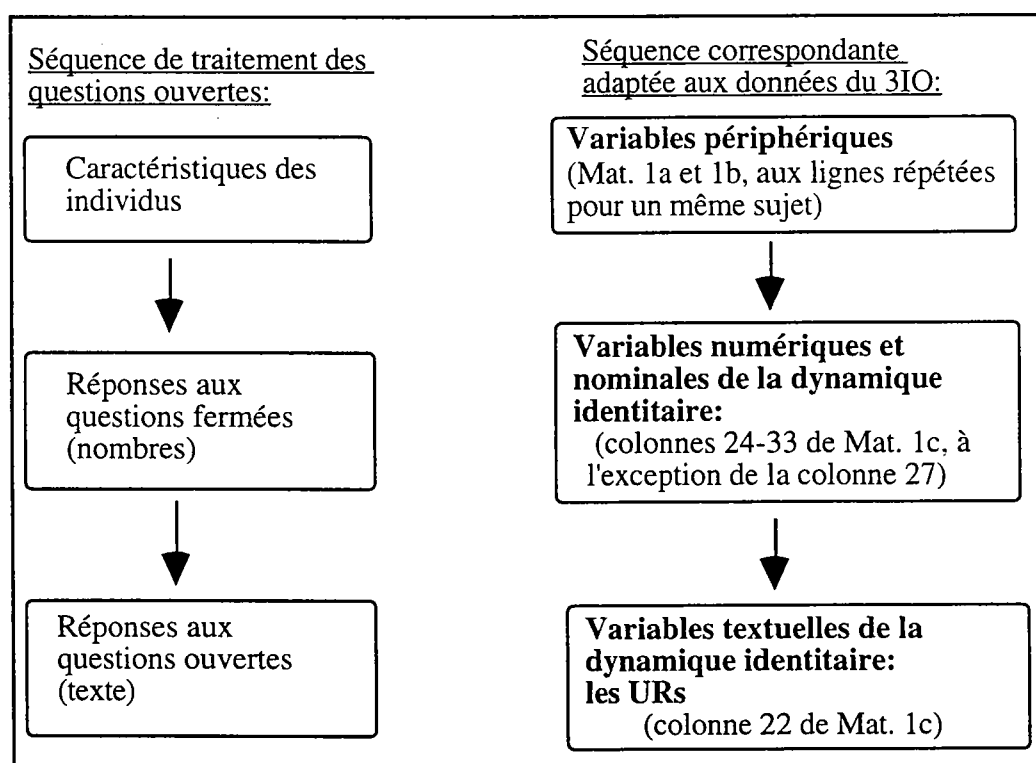 Séquence de traitement des
questions ouvertes:
Caractéristiques des
individus
Réponses aux
questions fermées
(nombres)
Réponses aux
questions ouvertes
(texte)
Séquence correspondante
adaptée aux données du 3IO:
Variables périphériques
(Mat. 1a et 1b, aux lignes répétées
pour un même sujet)
Variables numériques et
nominales de la dynamique
identitaire:
(colonnes 24-33 de Mat. 1c, à
l'exception de la colonne 27)
Variables textuelles de la
dynamique identitaire:
les URs
(colonne 22 de Mat. 1c)